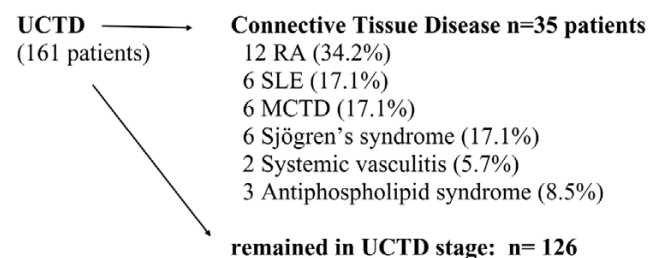 UCTD
(161 patients)
Connective Tissue Disease n=35 patients
12 RA (34.2%)
6 SLE (17.1%)
6 MCTD (17.1%)
6 Sjögren's syndrome (17.1%)
2 Systemic vasculitis (5.7%)
3 Antiphospholipid syndrome (8.5%)
remained in UCTD stage: n= 126